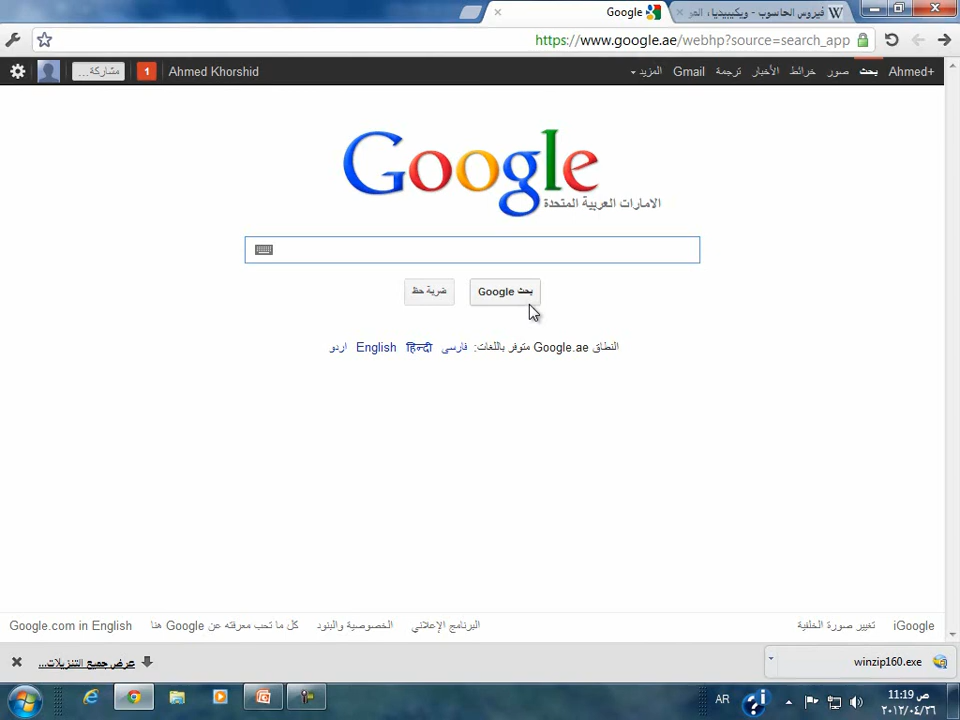 فيروس الحاسوب - ويكيبيديا، الحر
Google
https://www.google.ae/webhp?source=search_app
Ahmed+ بحث صور خرائط الأخبار ترجمة Gmail المزيد
Ahmed Khorshid 1 مشاركة...
Google
الامارات العربية المتحدة
بحث Google ضربة حظ
النطاق Google.ae متوفر باللغات: فارسی हिन्दी English اردو
iGoogle تغيير صورة الخلفية
البرنامج الإعلاني الخصوصية والبنود كل ما تحب معرفته عن Google هنا Google.com in English
winzip160.exe
عرض جميع التنزيلات...
AR
11:19 ص
٢٠١٢/٠٤/٢٦